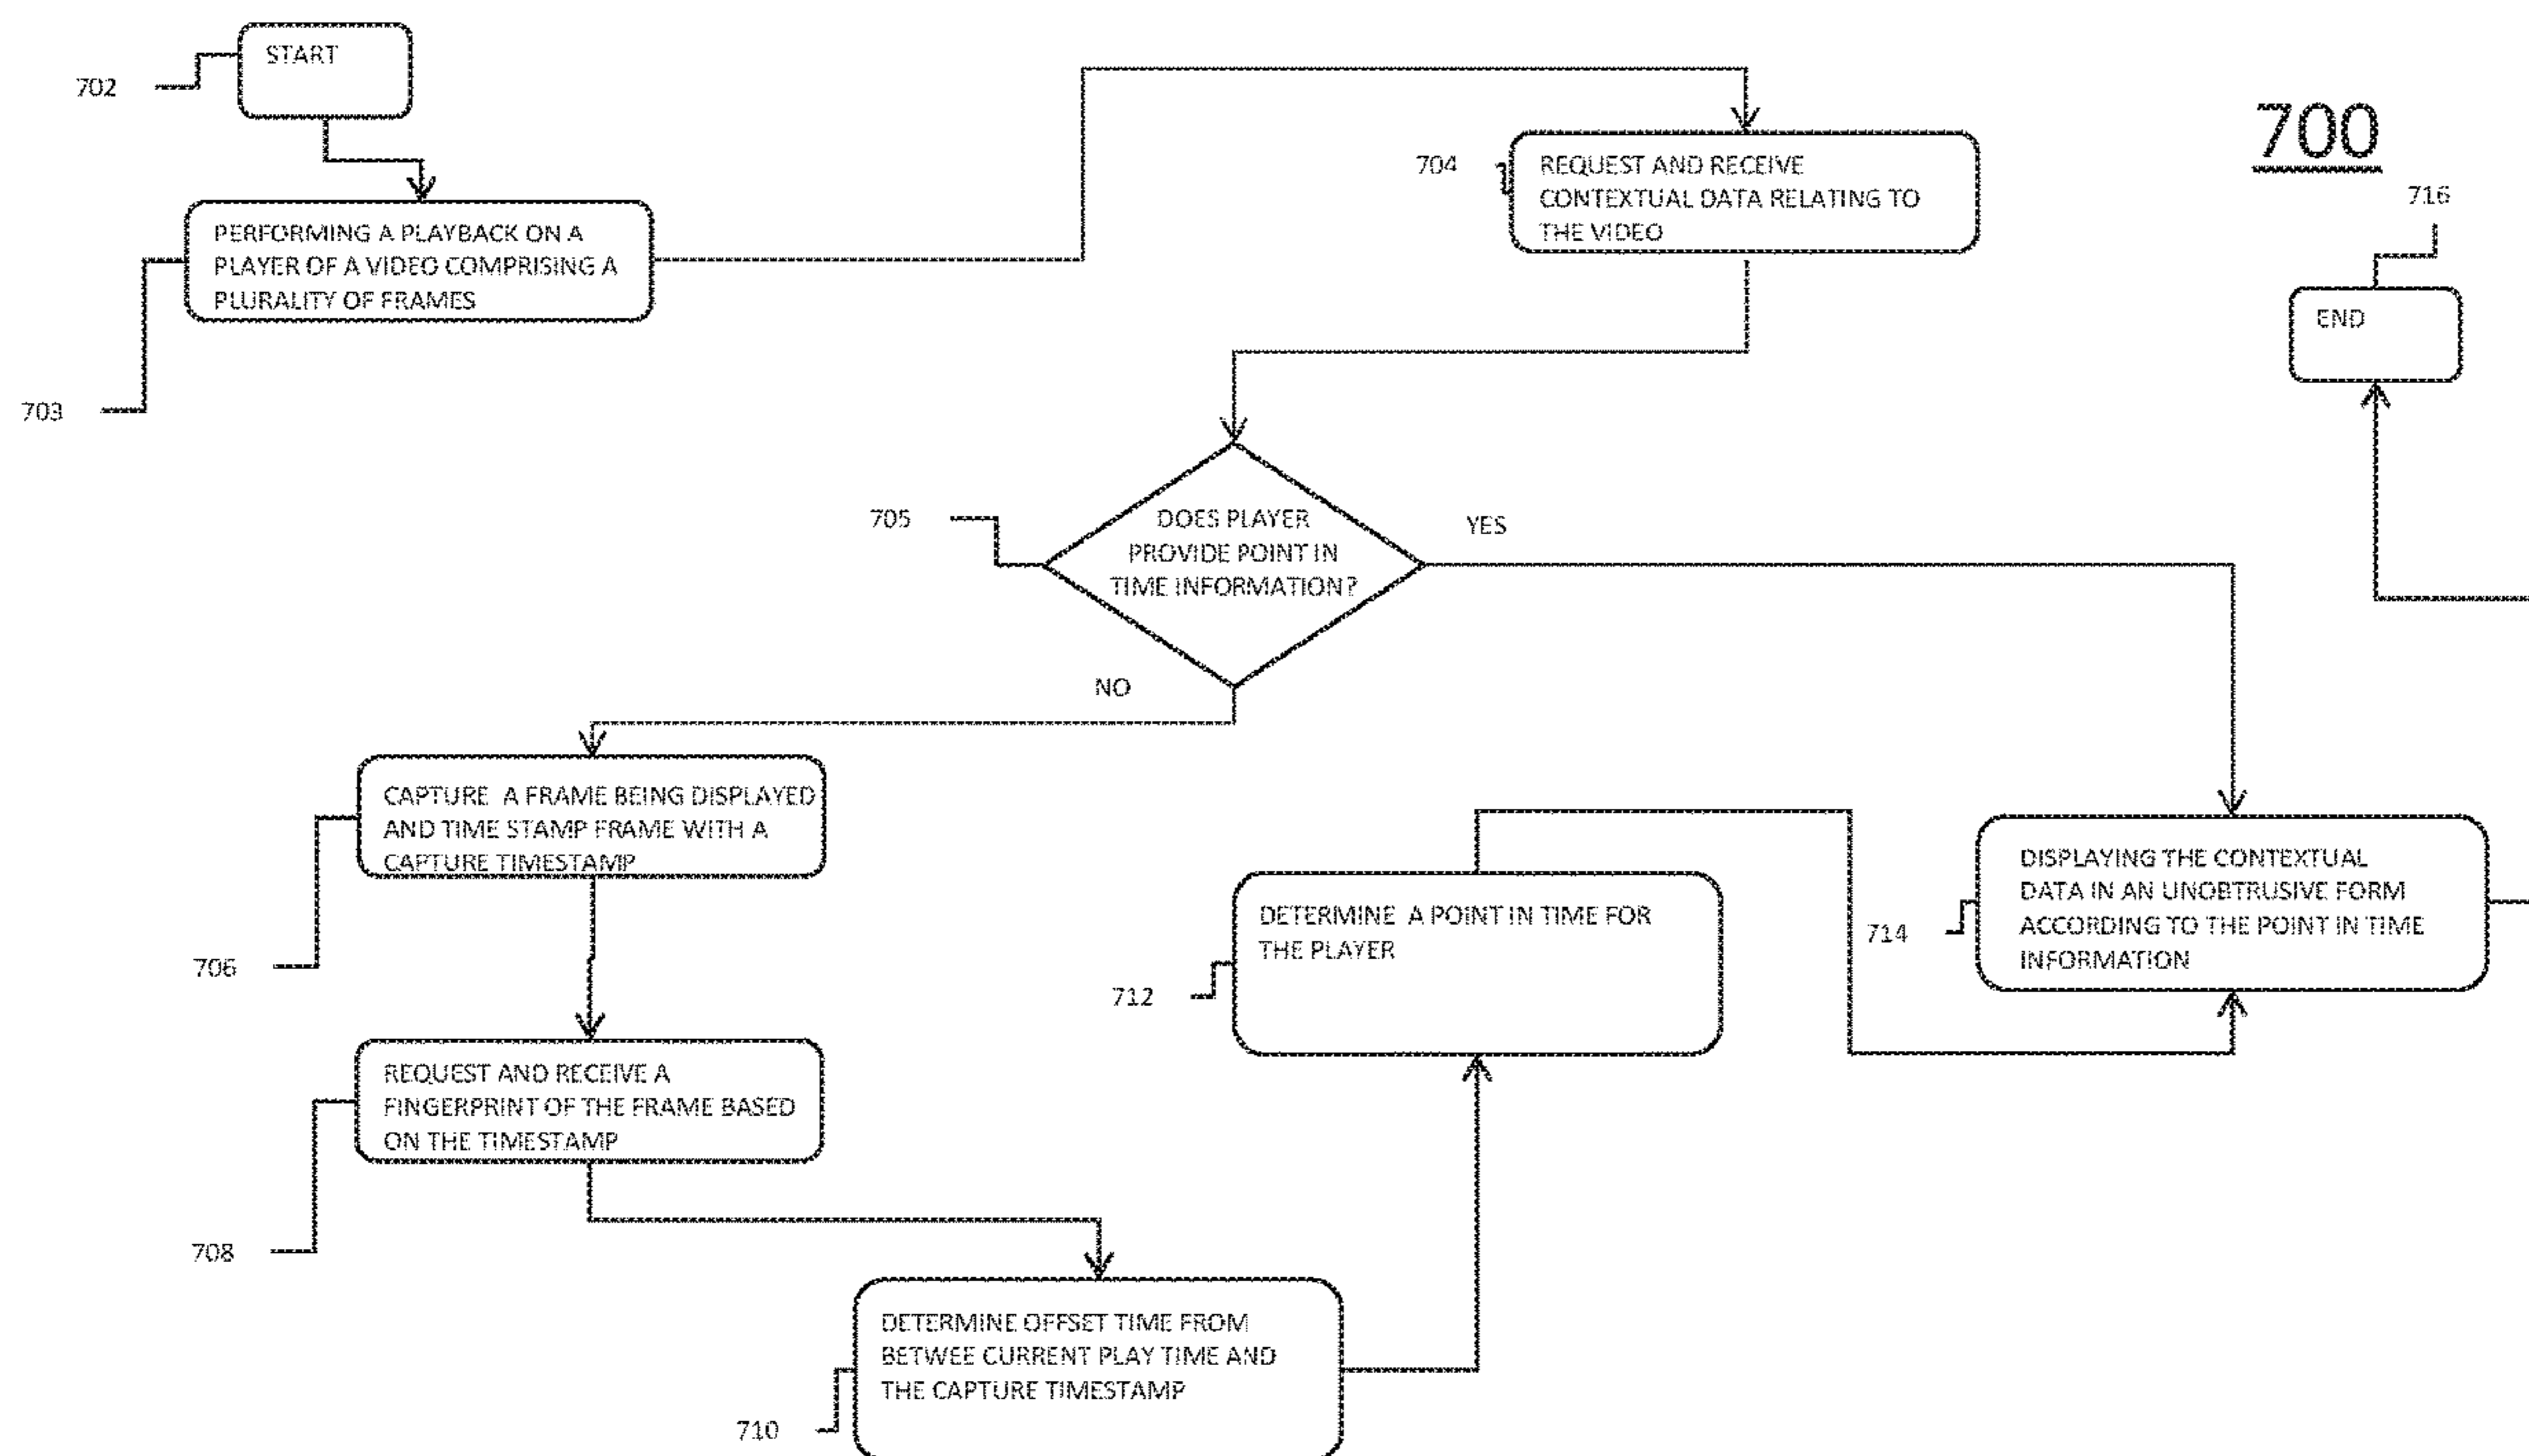 START
702
700
704
REQUEST AND RECEIVE
CONTEXTUAL DATA RELATING TO
THE VIDEO
716
PERFORMING A PLAYBACK ON A
PLAYER OF A VIDEO COMPRISING A
PLURALITY OF FRAMES
END
703
705
DOES PLAYER
PROVIDE POINT IN
TIME INFORMATION?
YES
NO
CAPTURE A FRAME BEING DISPLAYED
AND TIME STAMP FRAME WITH A
CAPTURE TIMESTAMP
706
DETERMINE A POINT IN TIME FOR
THE PLAYER
712
DISPLAYING THE CONTEXTUAL
DATA IN AN UNOBTRUSIVE FORM
ACCORDING TO THE POINT IN TIME
INFORMATION
714
REQUEST AND RECEIVE A
FINGERPRINT OF THE FRAME BASED
ON THE TIMESTAMP
708
DETERMINE OFFSET TIME FROM
BETWEE CURRENT PLAY TIME AND
THE CAPTURE TIMESTAMP
710